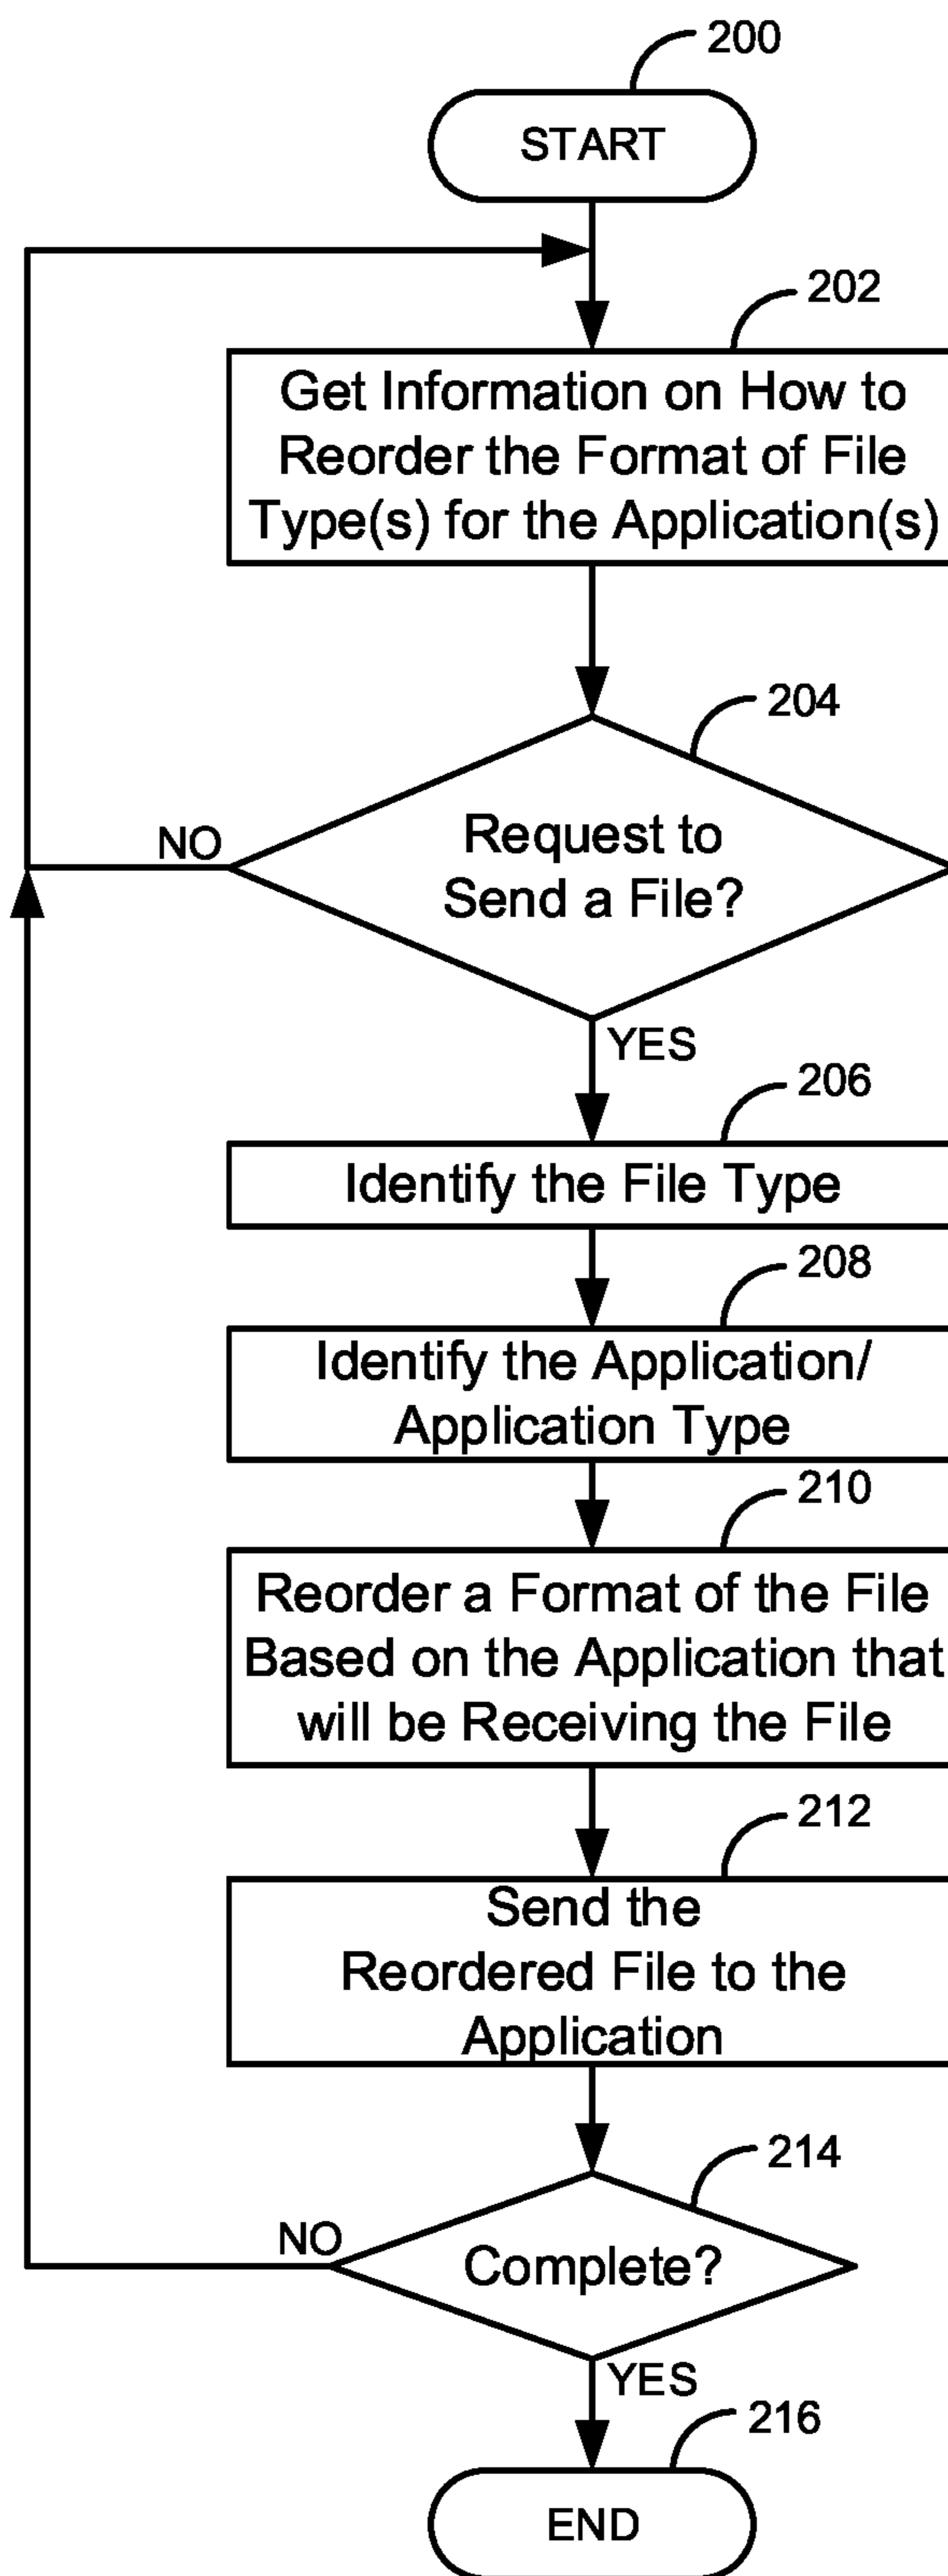 200
START
202
Get Information on How to
Reorder the Format of File
Type(s) for the Application(s)
204
Request to
Send a File?
NO
YES
206
Identify the File Type
208
Identify the Application/
Application Type
210
Reorder a Format of the File
Based on the Application that
will be Receiving the File
212
Send the
Reordered File to the
Application
214
NO
Complete?
YES
216
END